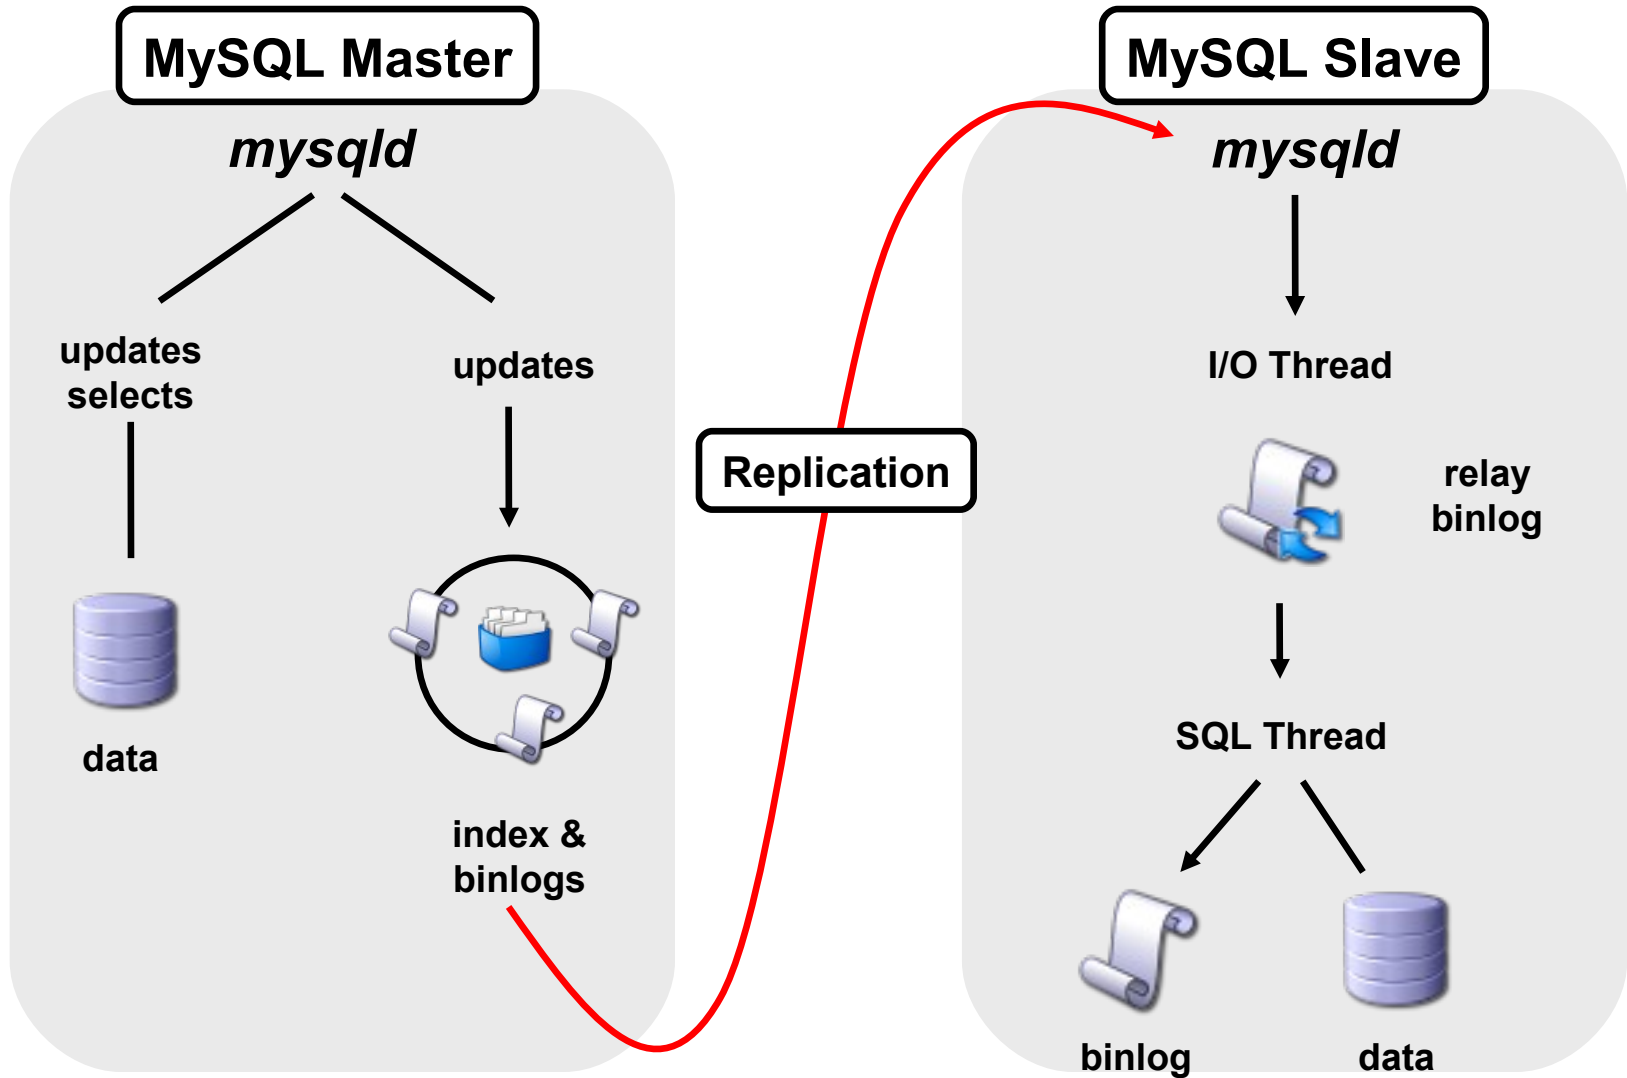 MySQL Master
mysqld
updates
selects
updates
data
index &
binlogs
Replication
MySQL Slave
mysqld
I/O Thread
relay
binlog
SQL Thread
binlog
data